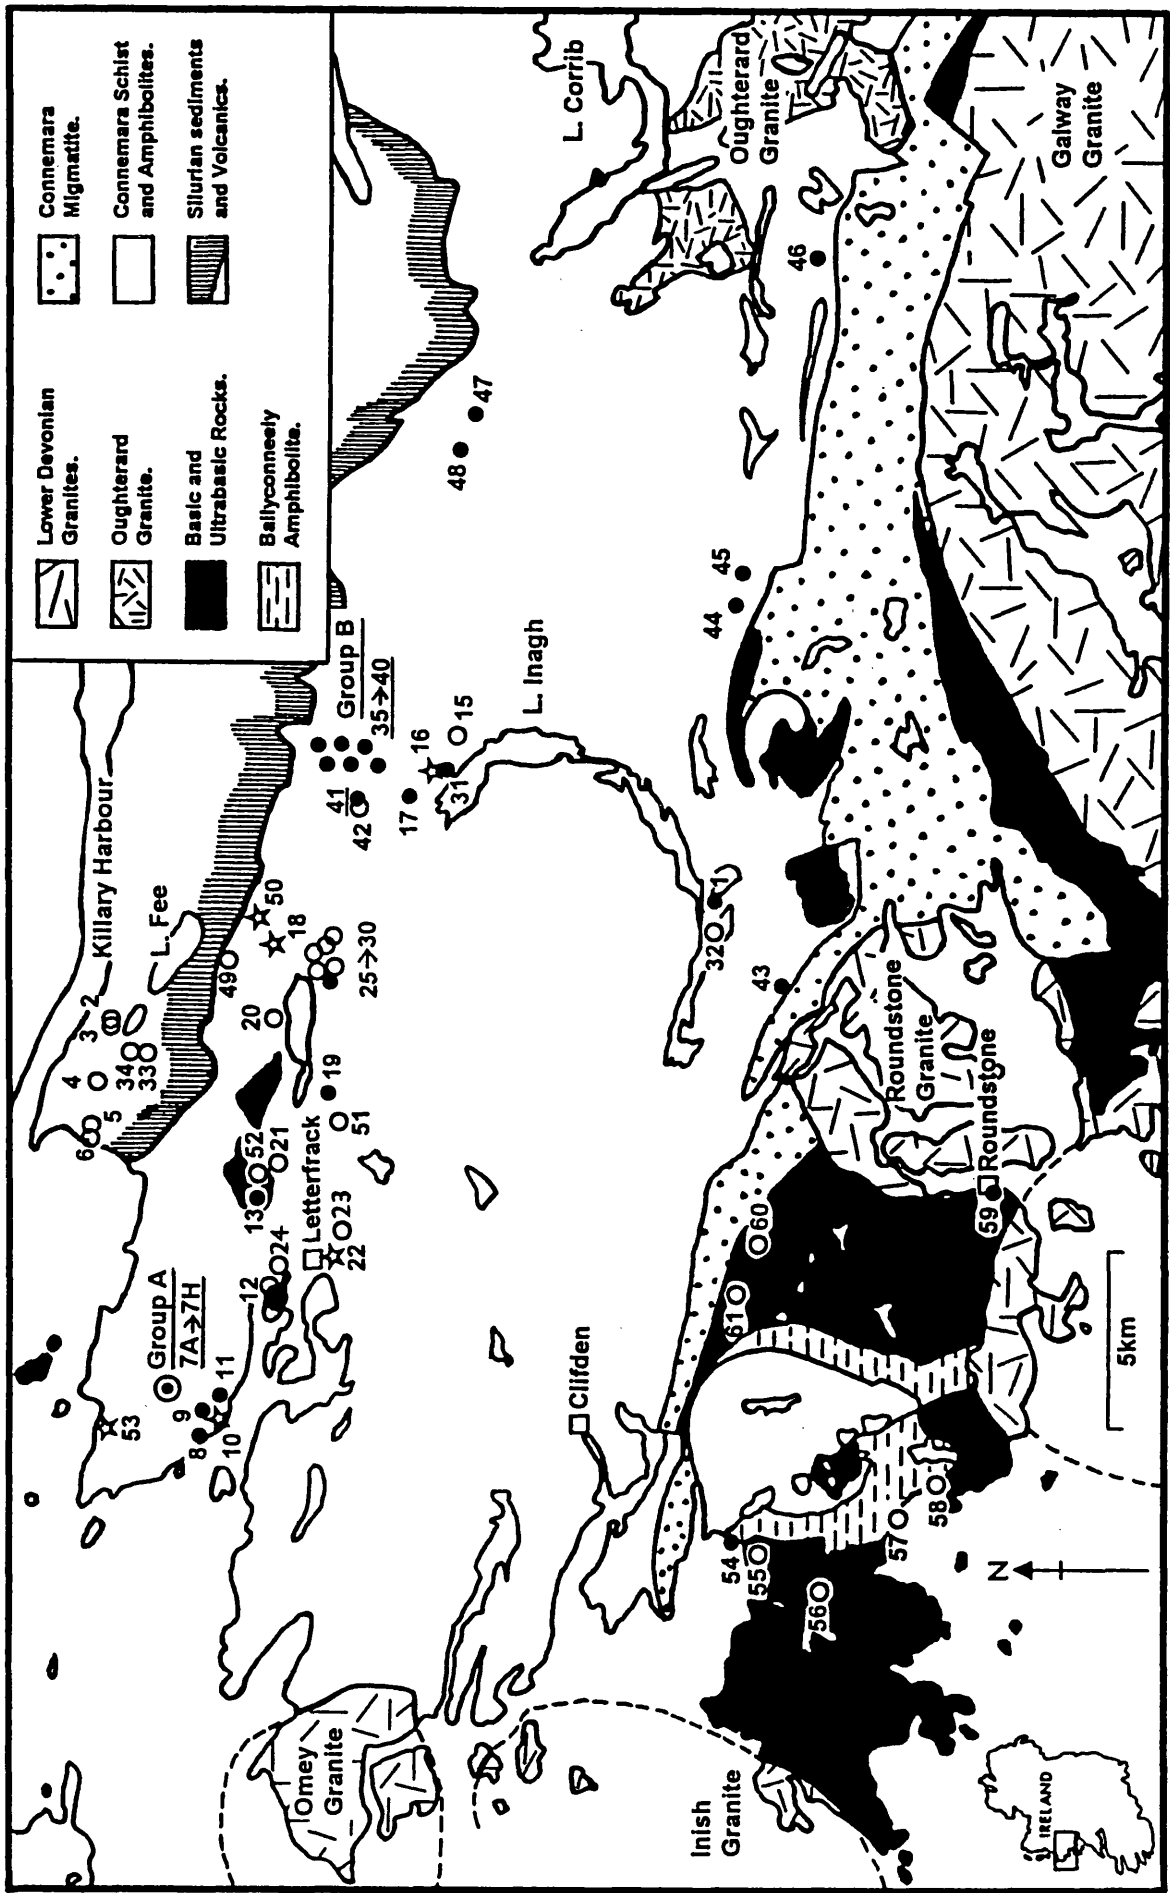 Lower Devonian
Granites.
Oughterard
Granite.
Basic and
Ultrabasic Rocks.
Ballyconneely
Amphibolite.
Connemara
Migmatite.
Connemara Schist
and Amphibolites.
Silurian sediments
and Volcanics.
Killary Harbour
L. Fee
2
3
4
34
33
5
6
49
50
18
20
25→30
19
51
52
21
13
Letterfrack
23
22
24
12
Group A
7A→7H
11
9
8
10
53
Group B
35→40
41
42
17
16
15
31
L. Inagh
48
47
L. Corrib
Oughterard
Granite
46
45
44
Galway
Granite
1
32
43
Roundstone
Granite
Roundstone
59
60
61
Clifden
54
55
56
57
58
5km
N
Omey
Granite
Inish
Granite
IRELAND